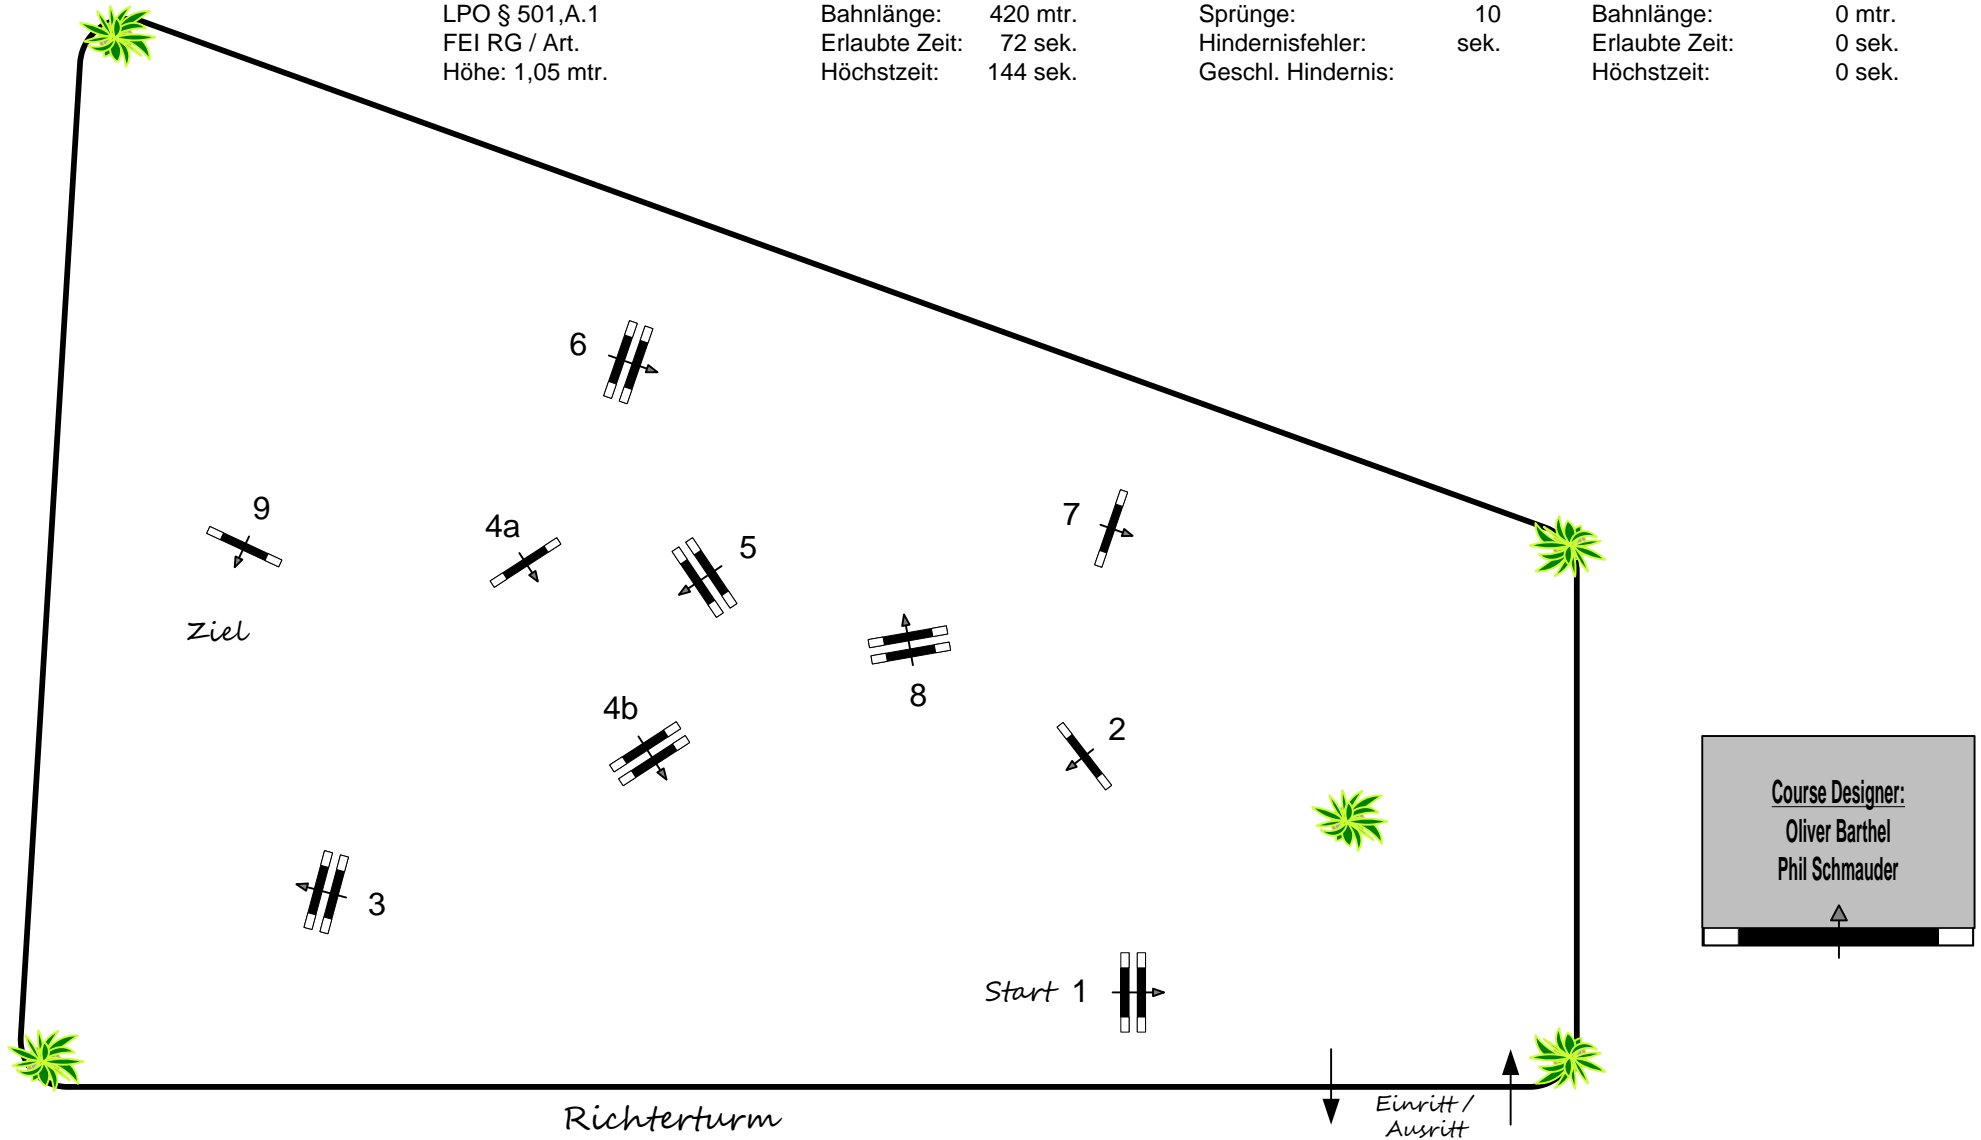 LPO § 501,A.1 Bahnlänge: 420 mtr. Sprünge: 10 Bahnlänge: 0 mtr.
FEI RG / Art. Erlaubte Zeit: 72 sek. Hindernisfehler: sek. Erlaubte Zeit: 0 sek.
Höhe: 1,05 mtr. Höchstzeit: 144 sek. Geschl. Hindernis: Höchstzeit: 0 sek.
6
9
4a
5
7
Ziel
8
4b
2
3
Start 1
Course Designer:
Oliver Barthel
Phil Schmauder
Richterturm
Einritt /
Ausritt